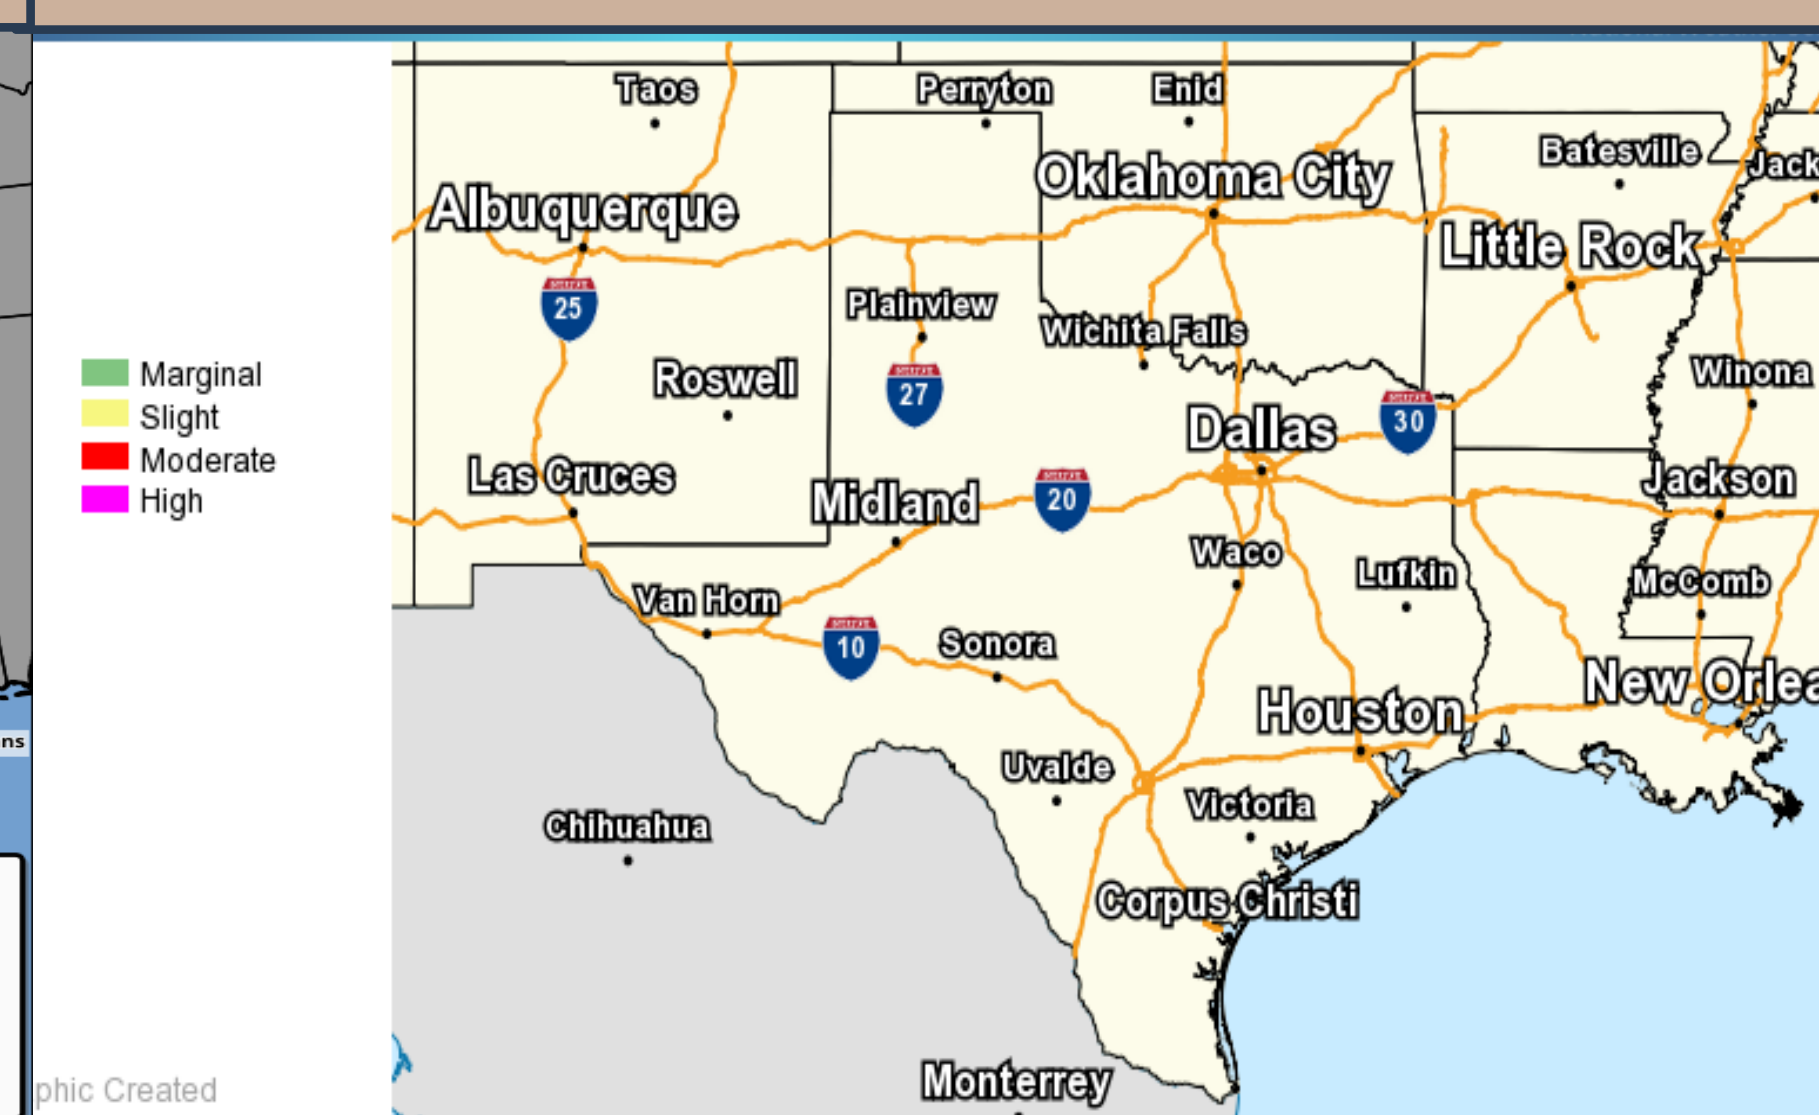 Marginal
Slight
Moderate
High
phic Created
ns
Taos
Perryton
Enid
Batesville
Jack
Oklahoma City
Albuquerque
Little Rock
25
Plainview
Wichita Falls
Roswell
27
Winona
30
Dallas
Las Cruces
Midland
20
Jackson
Waco
Lufkin
McComb
Van Horn
10
Sonora
New Orlea
Houston
Uvalde
Victoria
Chihuahua
Corpus Christi
Monterrey